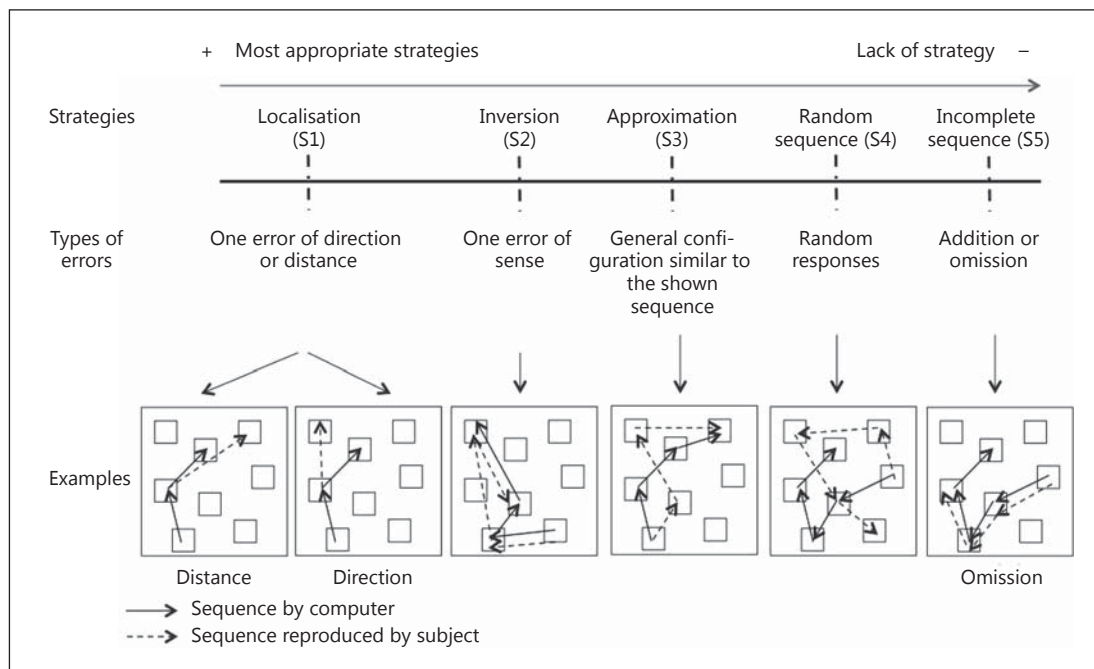 + Most appropriate strategies Lack of strategy –
Strategies Localisation Inversion Approximation Random Incomplete
(S1) (S2) (S3) sequence (S4) sequence (S5)
Types of One error of direction One error of General confi- Random Addition or
errors or distance sense guration similar to responses omission
the shown
sequence
Examples
Distance Direction Omission
Sequence by computer
Sequence reproduced by subject